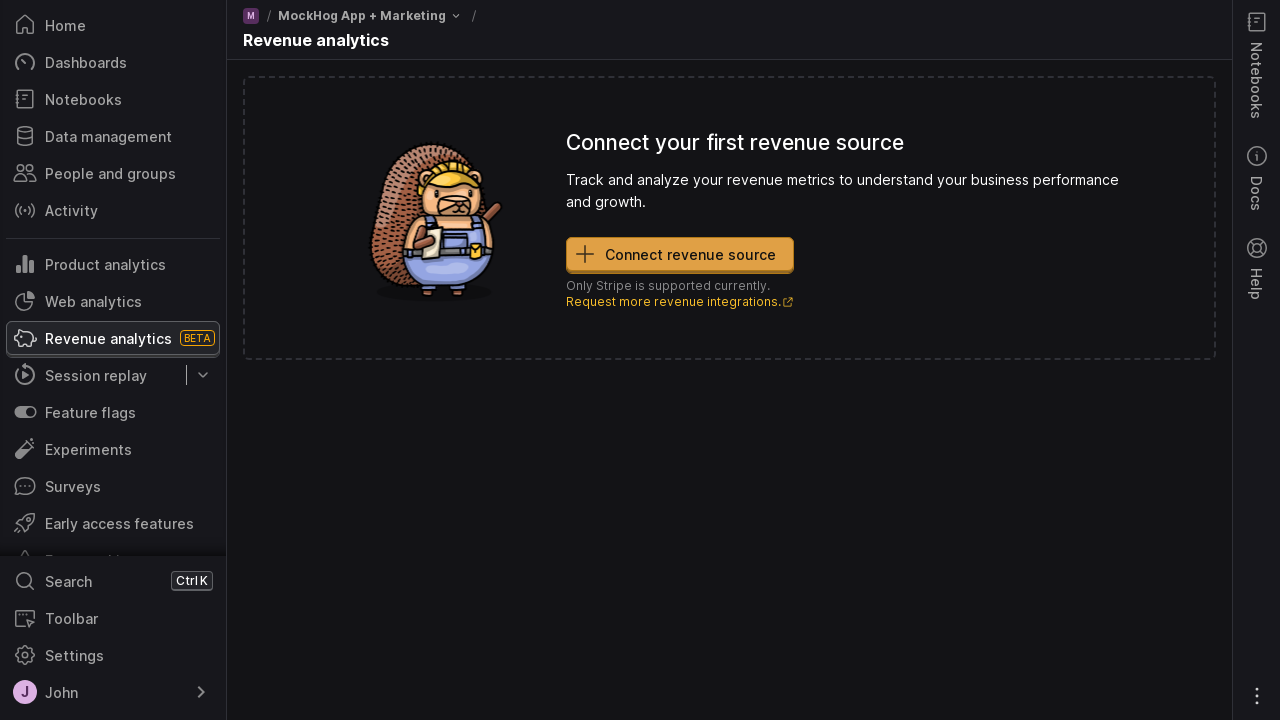 Home
Dashboards
Notebooks
Data management
People and groups
Activity
Product analytics
Web analytics
Revenue analytics BETA
Session replay
Feature flags
Experiments
Surveys
Early access features
Search Ctrl K
Toolbar
Settings
J John
M / MockHog App + Marketing /
Revenue analytics
Connect your first revenue source
Track and analyze your revenue metrics to understand your business performance
and growth.
Connect revenue source
Only Stripe is supported currently.
Request more revenue integrations.
Notebooks
Docs
Help